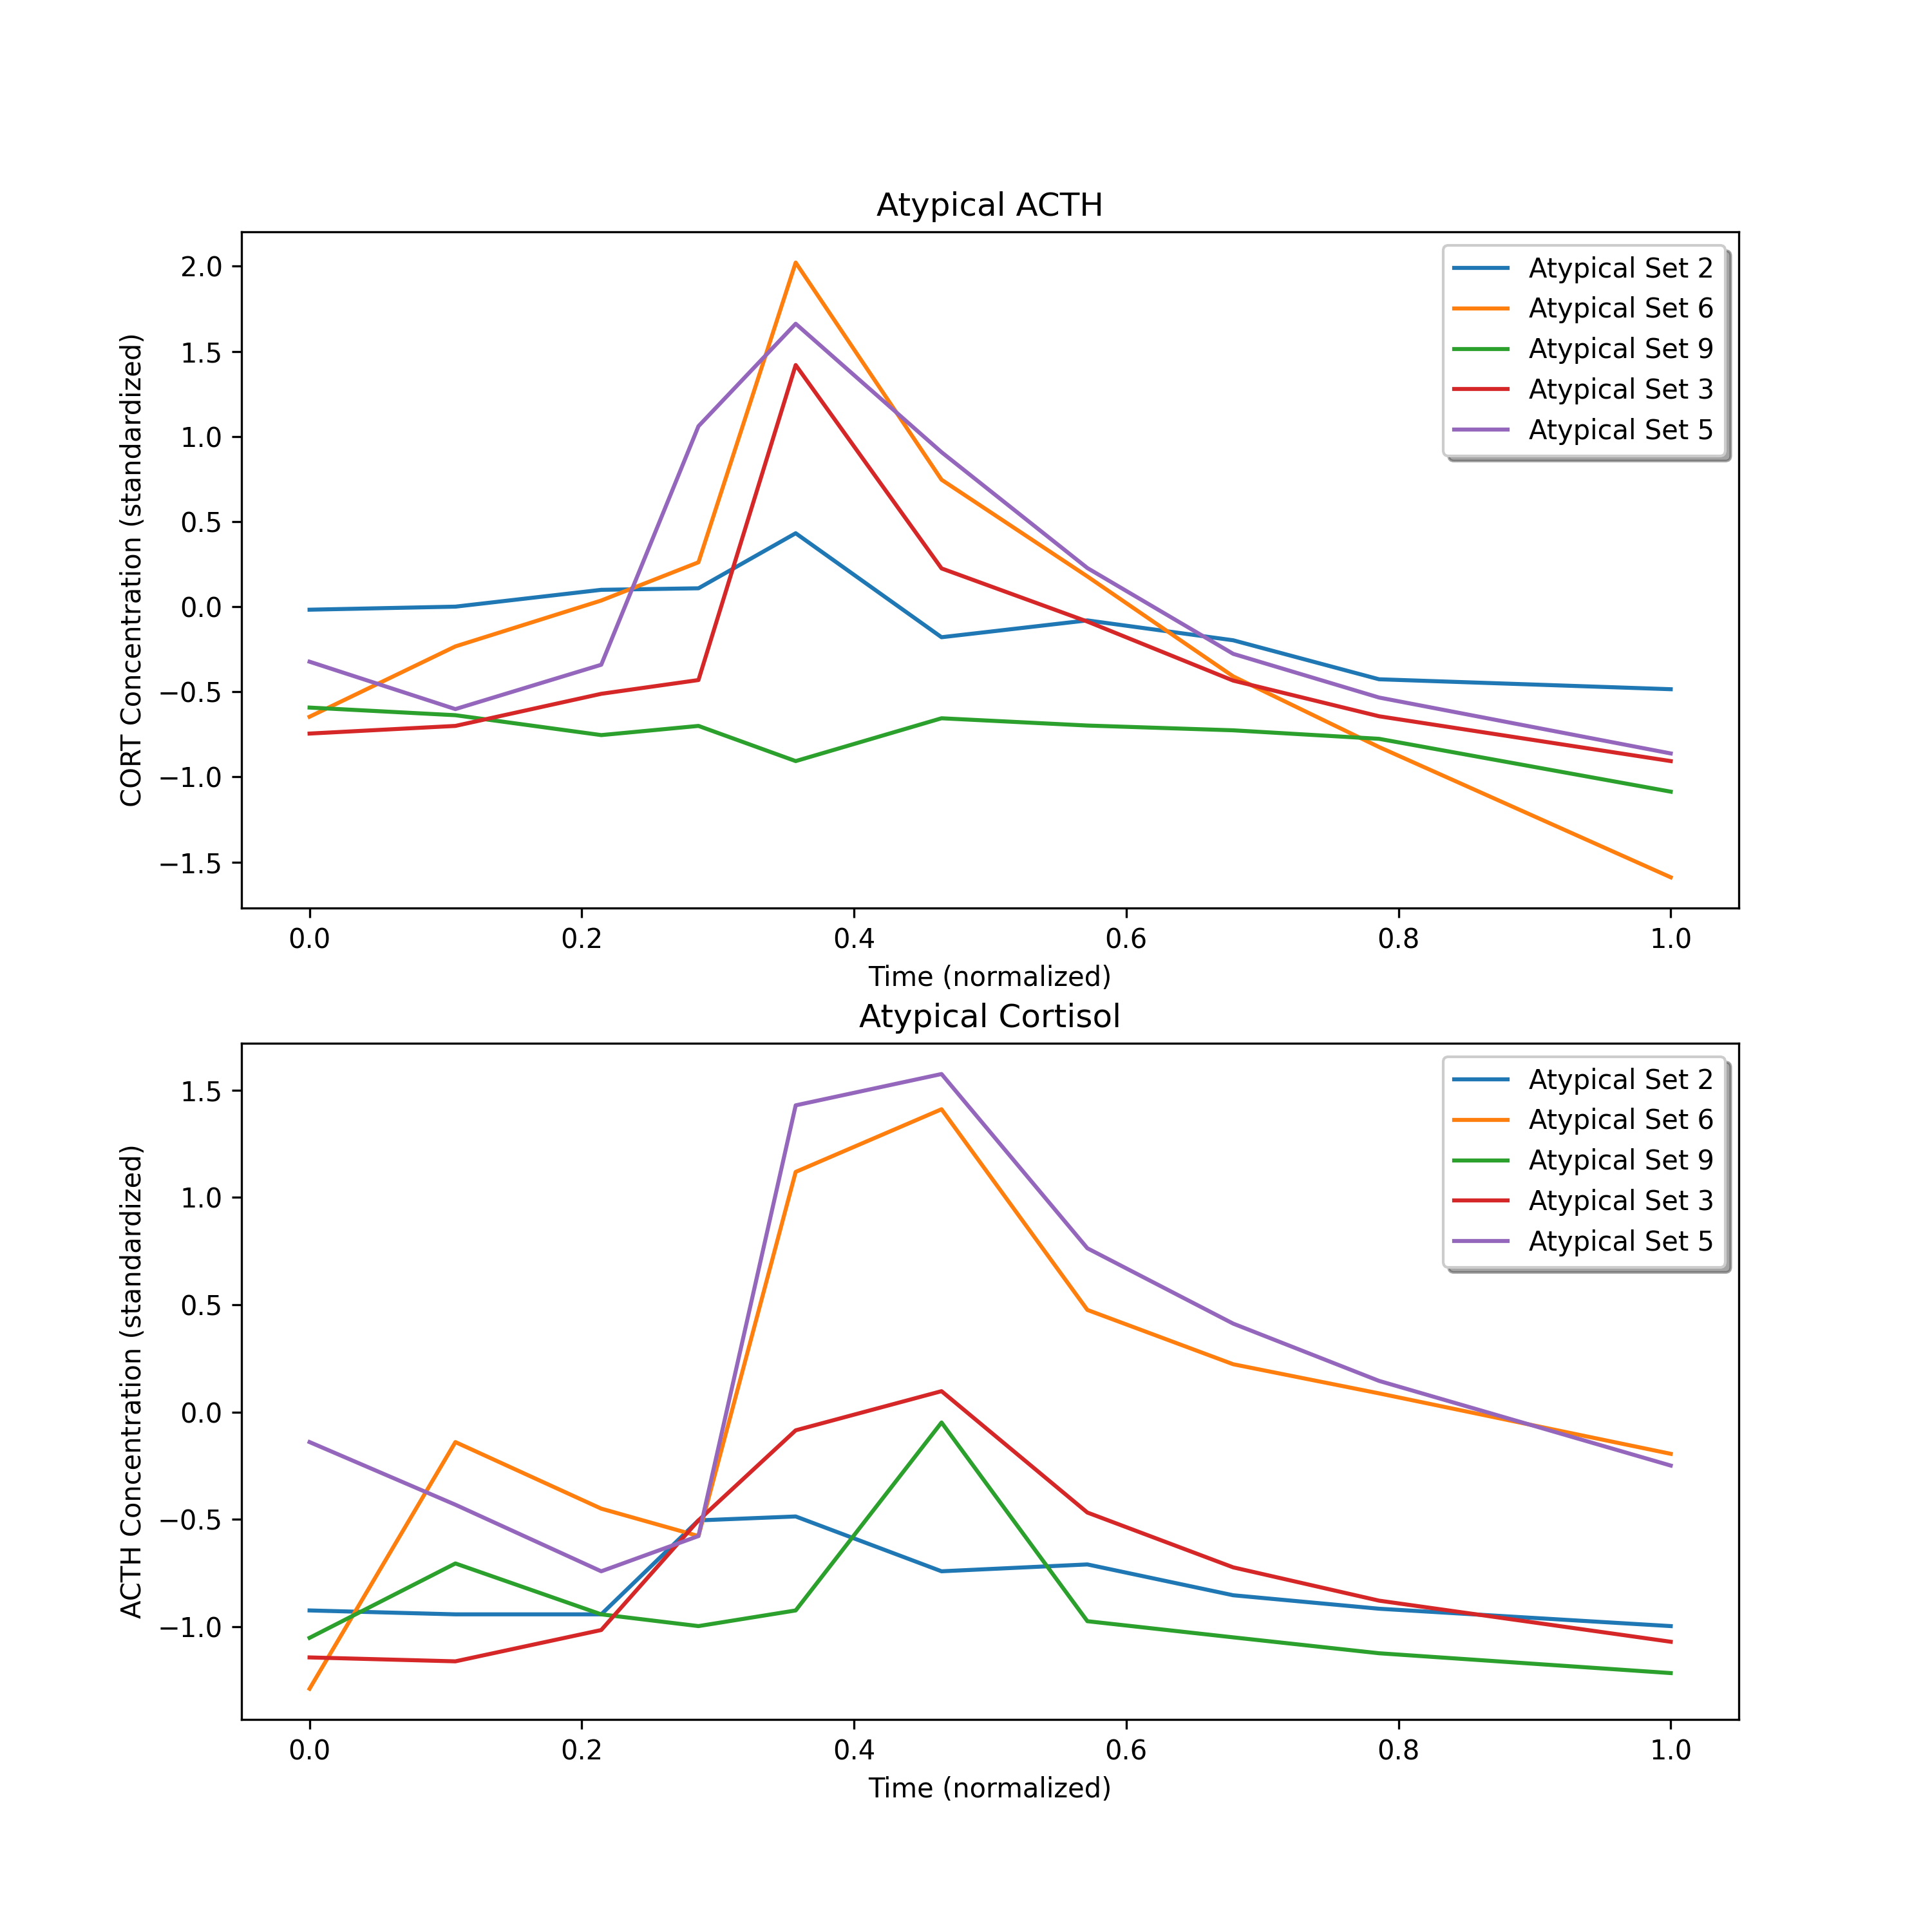 Atypical ACTH
CORT Concentration (standardized)
2.0
1.5
1.0
0.5
0.0
−0.5
−1.0
−1.5
Atypical Set 2
Atypical Set 6
Atypical Set 9
Atypical Set 3
Atypical Set 5
0.0 0.2 0.4 0.6 0.8 1.0
Time (normalized)
Atypical Cortisol
ACTH Concentration (standardized)
1.5
1.0
0.5
0.0
−0.5
−1.0
Atypical Set 2
Atypical Set 6
Atypical Set 9
Atypical Set 3
Atypical Set 5
0.0 0.2 0.4 0.6 0.8 1.0
Time (normalized)